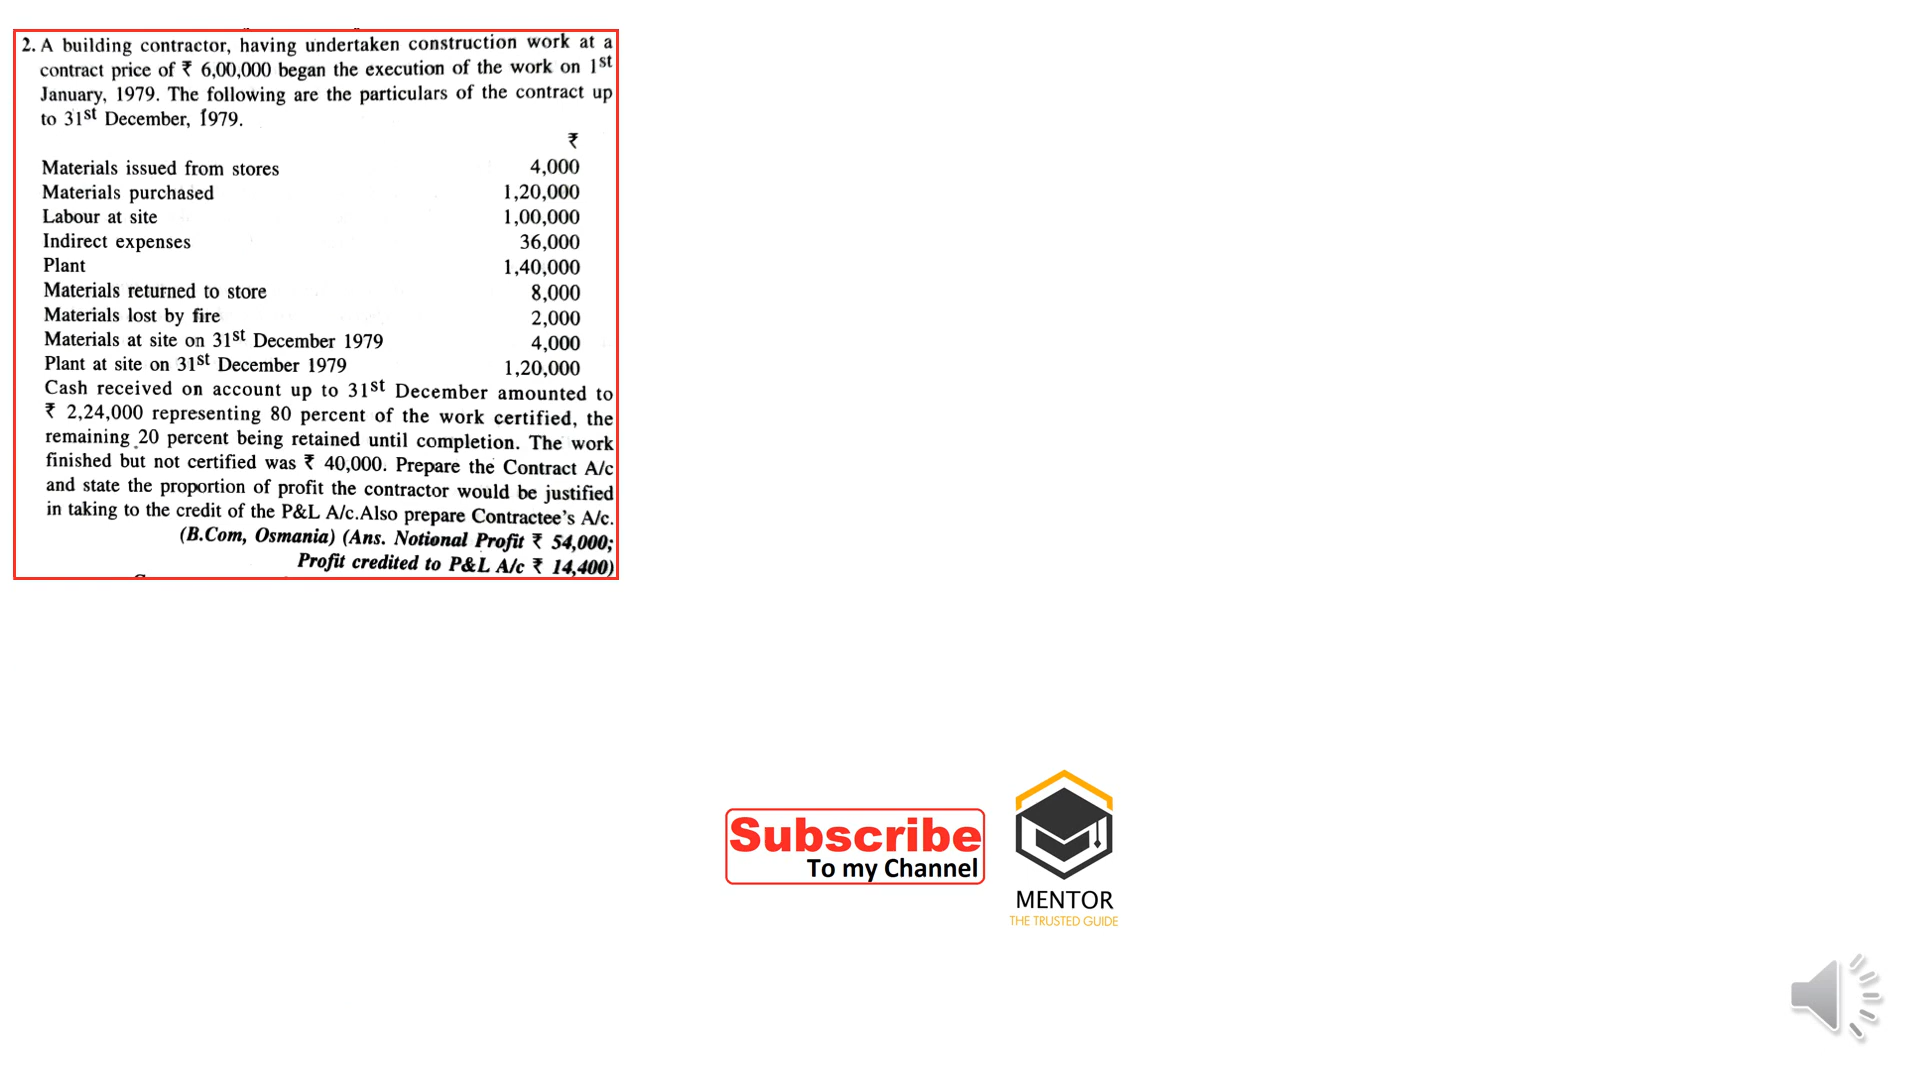 2. A building contractor, having undertaken construction work at a
contract price of ₹ 6,00,000 began the execution of the work on 1st
January, 1979. The following are the particulars of the contract up
to 31st December, 1979.
₹
Materials issued from stores 4,000
Materials purchased 1,20,000
Labour at site 1,00,000
Indirect expenses 36,000
Plant 1,40,000
Materials returned to store 8,000
Materials lost by fire 2,000
Materials at site on 31st December 1979 4,000
Plant at site on 31st December 1979 1,20,000
Cash received on account up to 31st December amounted to
₹ 2,24,000 representing 80 percent of the work certified, the
remaining 20 percent being retained until completion. The work
finished but not certified was ₹ 40,000. Prepare the Contract A/c
and state the proportion of profit the contractor would be justified
in taking to the credit of the P&L A/c.Also prepare Contractee's A/c.
(B.Com, Osmania) (Ans. Notional Profit ₹ 54,000;
Profit credited to P&L A/c ₹ 14,400)
Subscribe
To my Channel
MENTOR
THE TRUSTED GUIDE